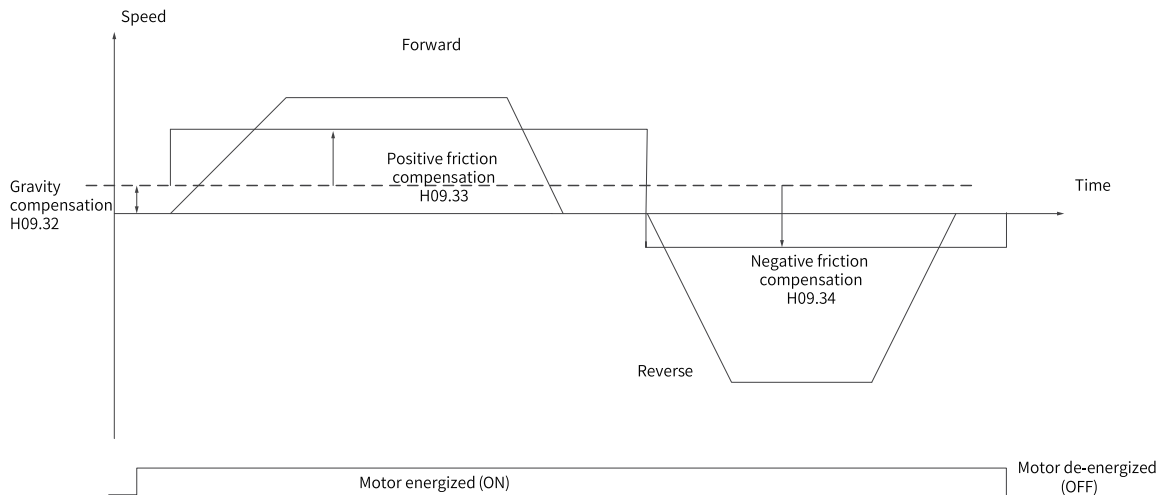 Speed
Forward
Positive friction
compensation
H09.33
Gravity
compensation
H09.32
Time
Negative friction
compensation
H09.34
Reverse
Motor energized (ON)
Motor de-energized
(OFF)